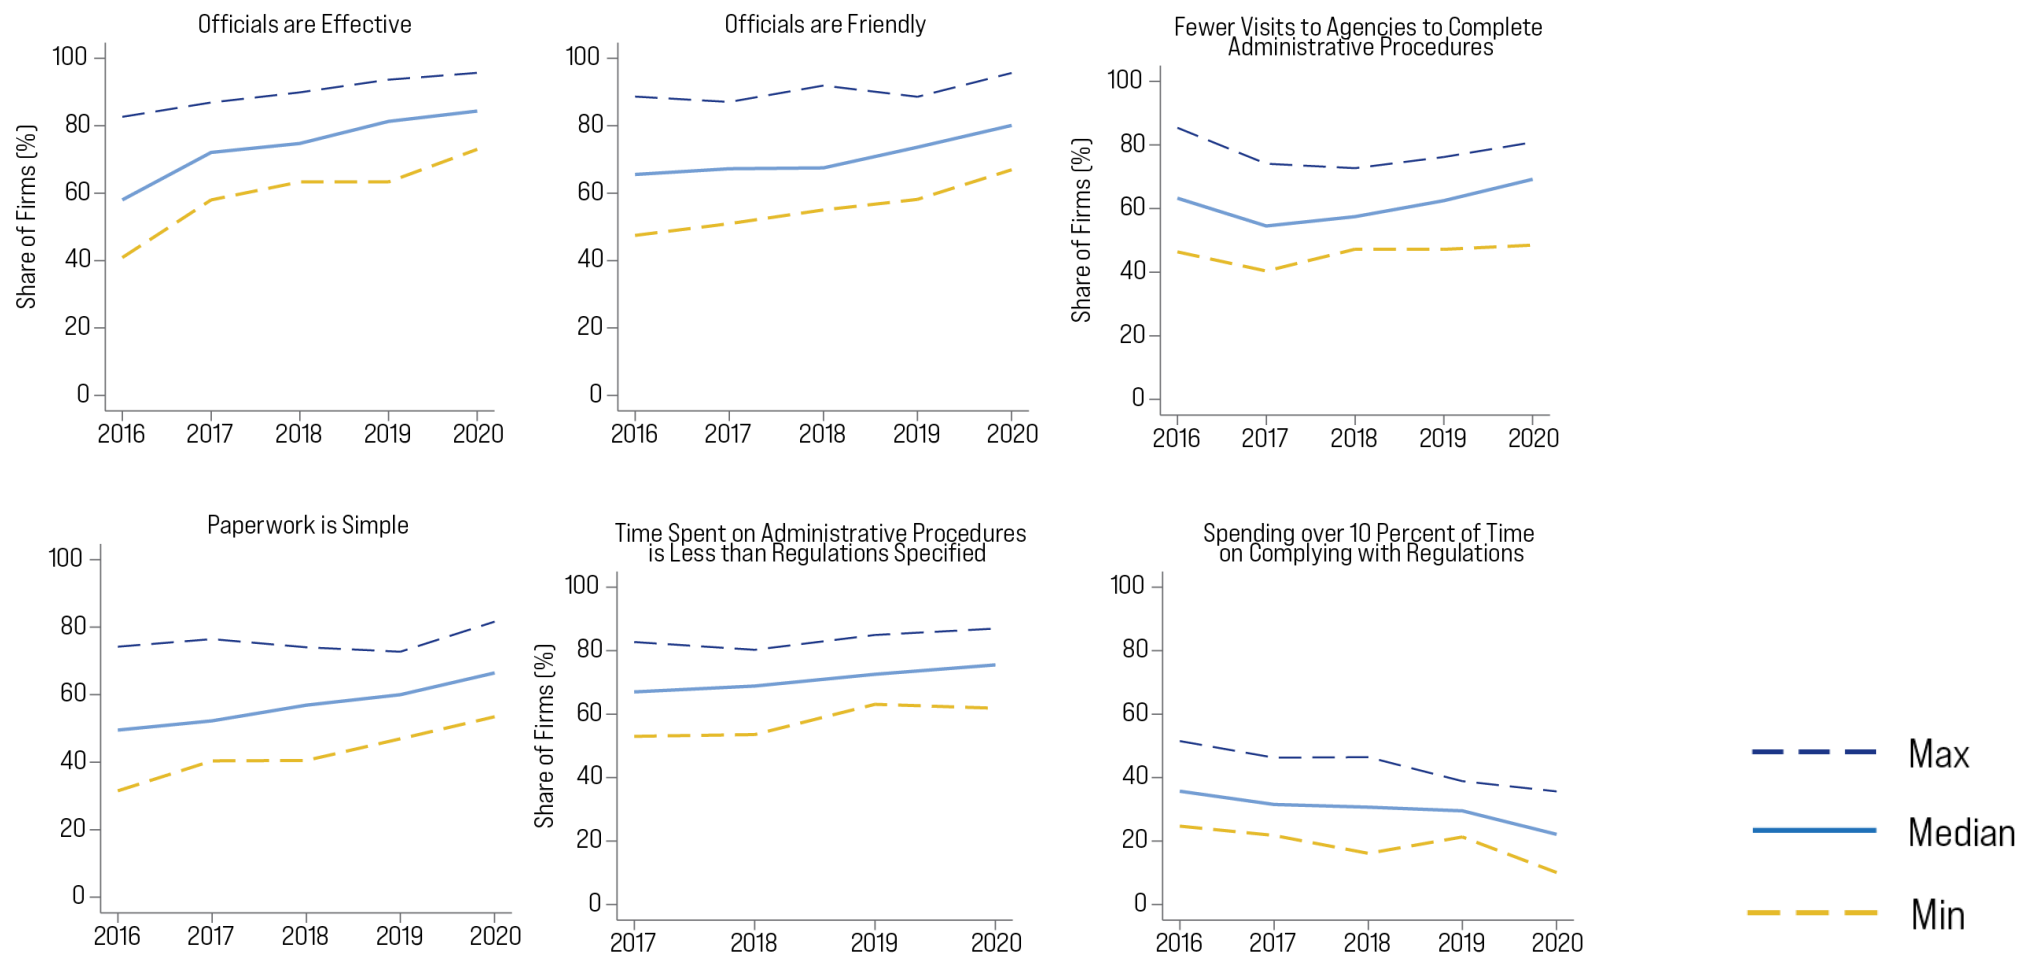 Officials are Effective
Share of Firms (%)
100
80
60
40
20
0
2016 2017 2018 2019 2020
Officials are Friendly
100
80
60
40
20
0
2016 2017 2018 2019 2020
Fewer Visits to Agencies to Complete
Administrative Procedures
Share of Firms (%)
100
80
60
40
20
0
2016 2017 2018 2019 2020
Paperwork is Simple
100
80
60
40
20
0
2016 2017 2018 2019 2020
Time Spent on Administrative Procedures
is Less than Regulations Specified
Share of Firms (%)
100
80
60
40
20
0
2017 2018 2019 2020
Spending over 10 Percent of Time
on Complying with Regulations
100
80
60
40
20
0
2016 2017 2018 2019 2020
Max
Median
Min